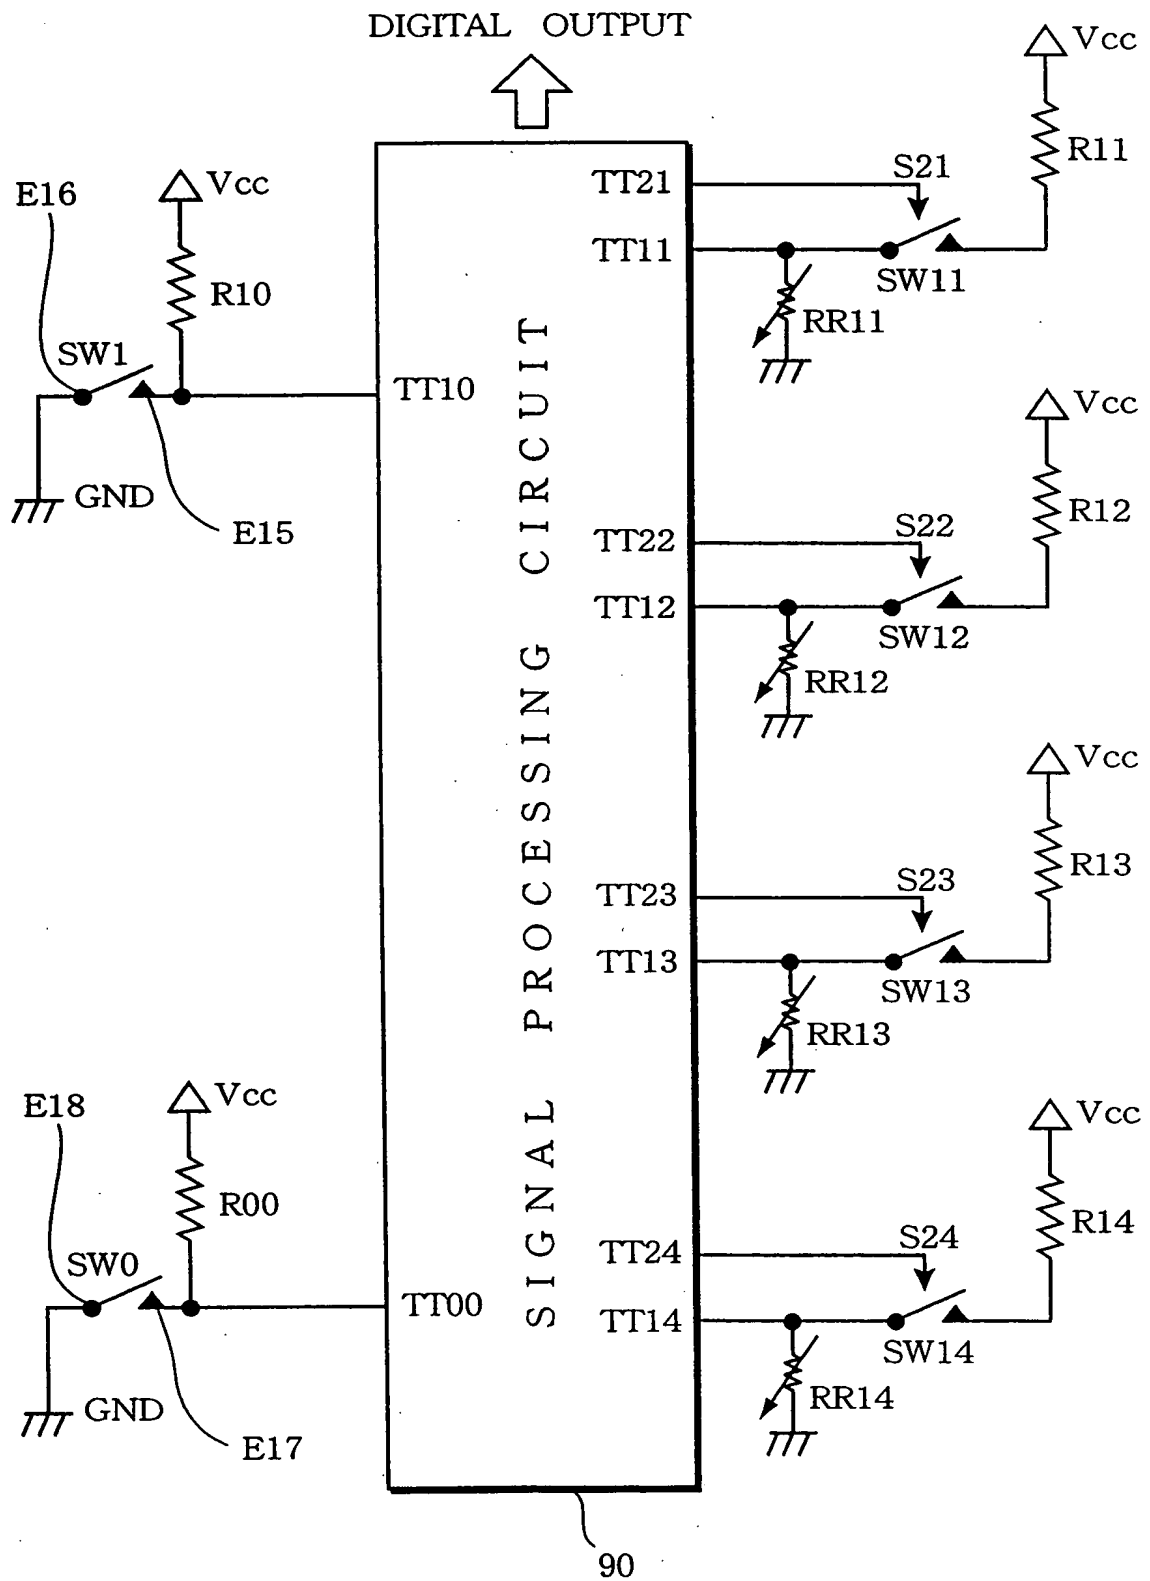 DIGITAL OUTPUT
Vcc
R11
S21
TT21
TT11
SW11
RR11
E16
Vcc
R10
SW1
TT10
GND
E15
SIGNAL PROCESSING CIRCUIT
Vcc
R12
S22
TT22
TT12
SW12
RR12
Vcc
R13
S23
TT23
TT13
SW13
RR13
E18
Vcc
R00
SW0
TT00
GND
E17
Vcc
R14
S24
TT24
TT14
SW14
RR14
90